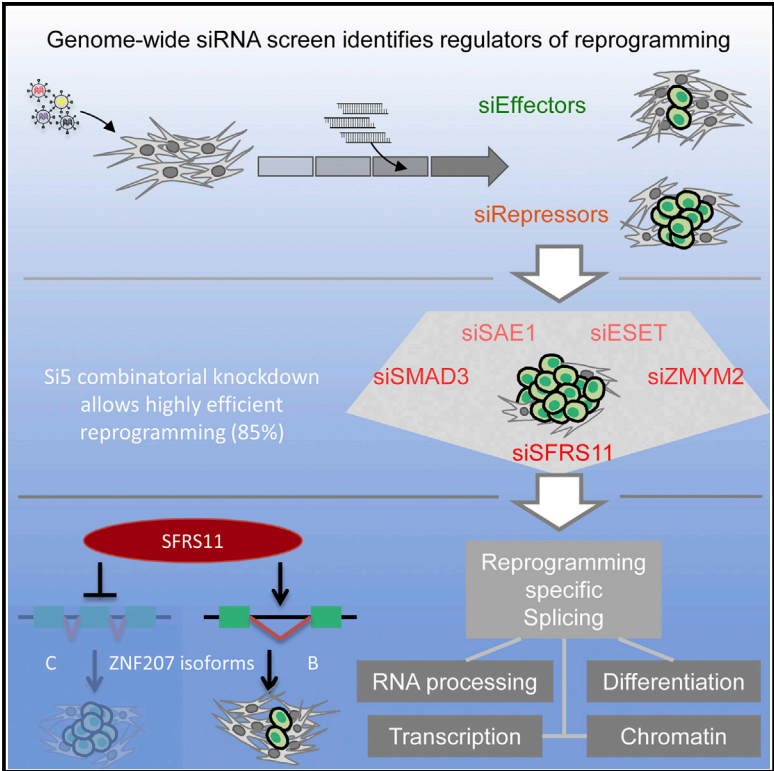 Genome-wide siRNA screen identifies regulators of reprogramming
siEffectors
siRepressors
siSAE1
siESET
siSMAD3
siZMYM2
siSFRS11
Si5 combinatorial knockdown
allows highly efficient
reprogramming (85%)
SFRS11
C
ZNF207 isoforms
B
Reprogramming
specific
Splicing
RNA processing
Differentiation
Transcription
Chromatin